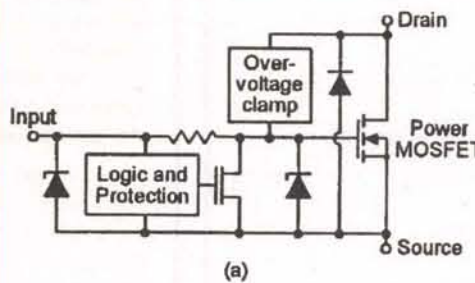 Drain
Over-
voltage
clamp
Input
Power
MOSFET
Logic and
Protection
Source
(a)